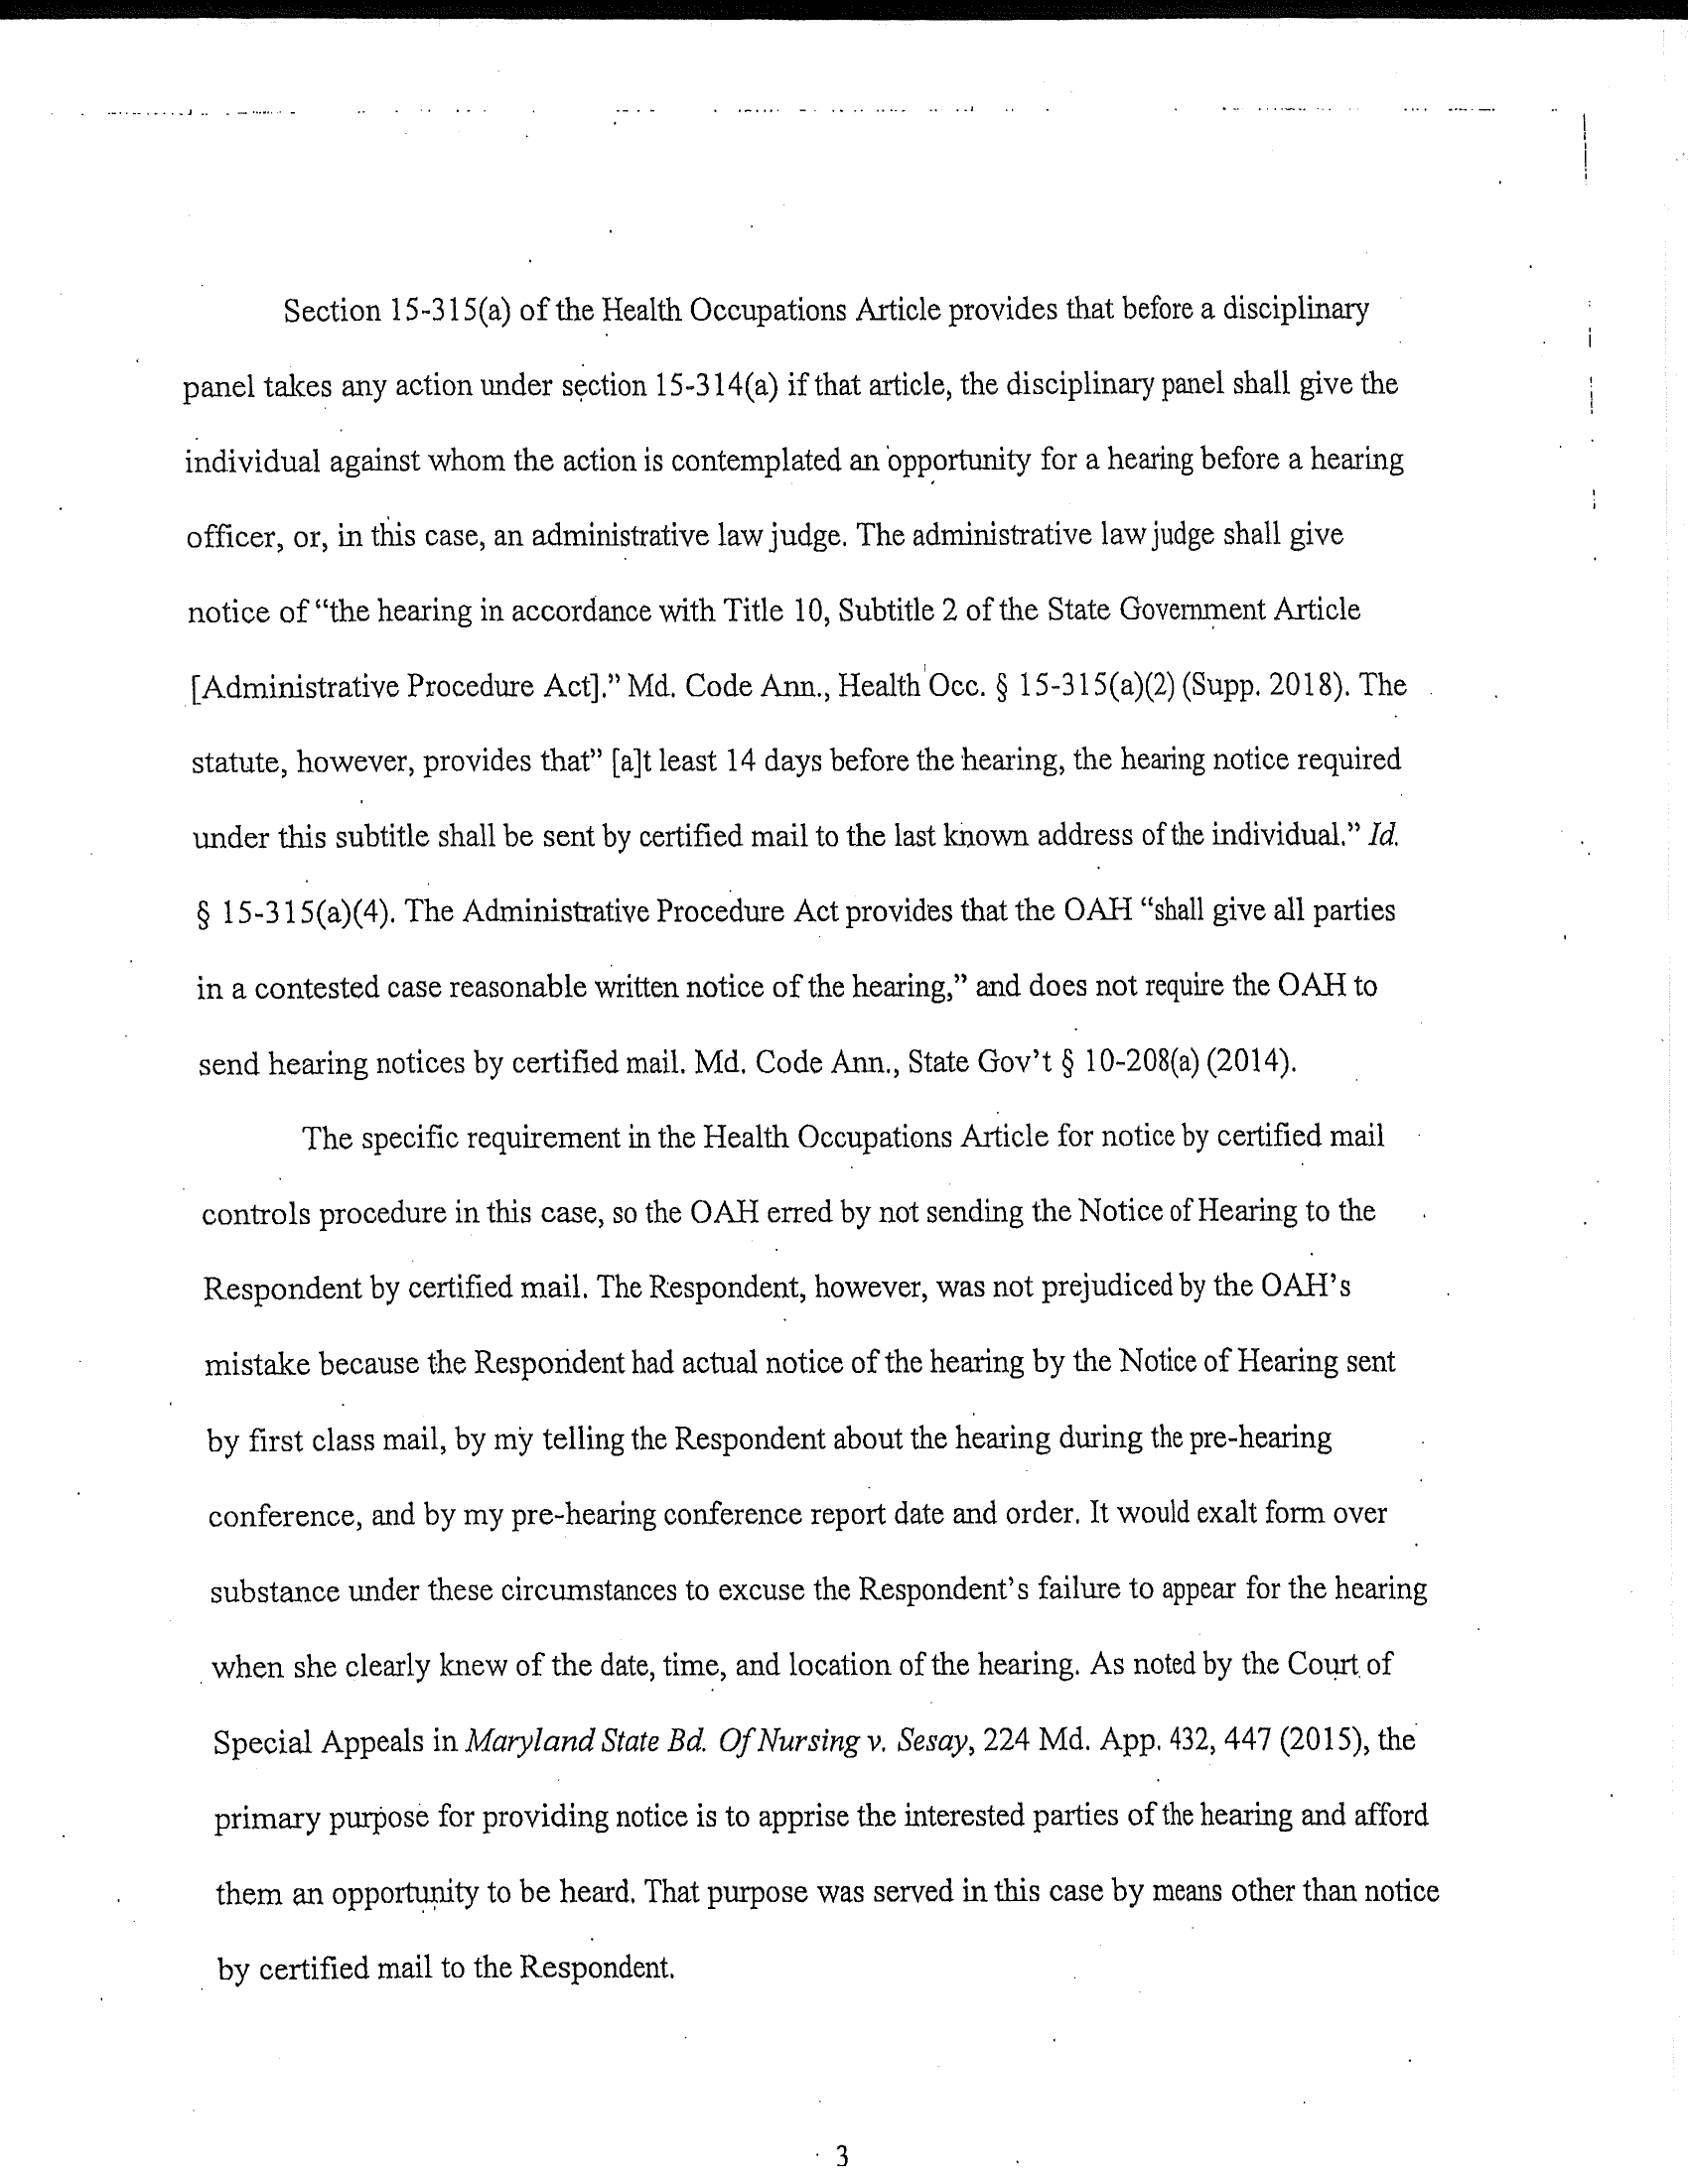 Section 15-315(a) of the Health Occupations Article provides that before a disciplinary
panel takes any action under section 15-314(a) if that article, the disciplinary panel shall give the
individual against whom the action is contemplated an opportunity for a hearing before a hearing
officer, or, in this case, an administrative law judge. The administrative law judge shall give
notice of “the hearing in accordance with Title 10, Subtitle 2 of the State Government Article
[Administrative Procedure Act].” Md. Code Ann., Health Occ. § 15-315(a)(2) (Supp. 2018). The
statute, however, provides that” [a]t least 14 days before the hearing, the hearing notice required
under this subtitle shall be sent by certified mail to the last known address of the individual.” Id.
§ 15-315(a)(4). The Administrative Procedure Act provides that the OAH “shall give all parties
in a contested case reasonable written notice of the hearing,” and does not require the OAH to
send hearing notices by certified mail. Md. Code Ann., State Gov’t § 10-208(a) (2014).
The specific requirement in the Health Occupations Article for notice by certified mail
controls procedure in this case, so the OAH erred by not sending the Notice of Hearing to the
Respondent by certified mail. The Respondent, however, was not prejudiced by the OAH’s
mistake because the Respondent had actual notice of the hearing by the Notice of Hearing sent
by first class mail, by my telling the Respondent about the hearing during the pre-hearing
conference, and by my pre-hearing conference report date and order. It would exalt form over
substance under these circumstances to excuse the Respondent’s failure to appear for the hearing
when she clearly knew of the date, time, and location of the hearing. As noted by the Court of
Special Appeals in Maryland State Bd. Of Nursing v. Sesay, 224 Md. App. 432, 447 (2015), the
primary purpose for providing notice is to apprise the interested parties of the hearing and afford
them an opportunity to be heard. That purpose was served in this case by means other than notice
by certified mail to the Respondent.
3